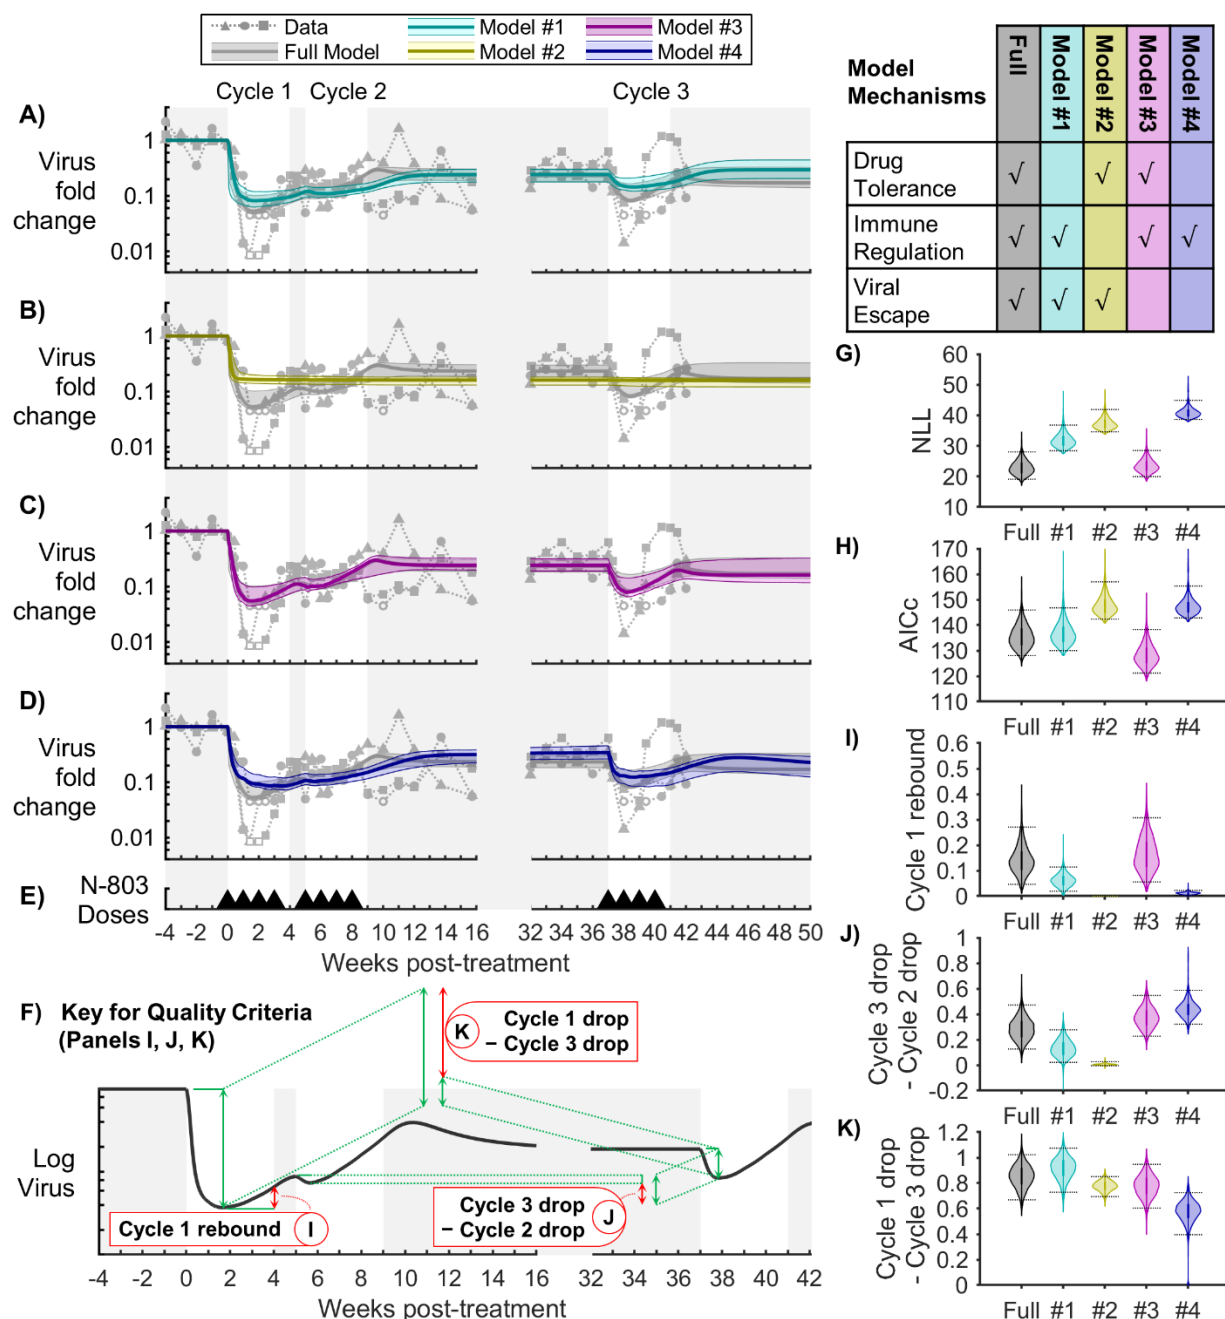 Data
Full Model
Model #1
Model #2
Model #3
Model #4
Model
Mechanisms
Full
Model #1
Model #2
Model #3
Model #4
Drug
Tolerance
√ √ √
Immune
Regulation
√ √ √ √
Viral
Escape
√ √ √
Cycle 1
Cycle 2
Cycle 3
A)
Virus
fold
change
1
0.1
0.01
B)
Virus
fold
change
1
0.1
0.01
C)
Virus
fold
change
1
0.1
0.01
D)
Virus
fold
change
1
0.1
0.01
E)
N-803
Doses
-4 -2 0 2 4 6 8 10 12 14 16 32 34 36 38 40 42 44 46 48 50
Weeks post-treatment
F)
Key for Quality Criteria
(Panels I, J, K)
K
Cycle 1 drop
– Cycle 3 drop
Log
Virus
Cycle 1 rebound
I
Cycle 3 drop
– Cycle 2 drop
J
-4 -2 0 2 4 6 8 10 12 14 16 32 34 36 38 40 42
Weeks post-treatment
G)
NLL
60
50
40
30
20
10
Full #1 #2 #3 #4
H)
AICc
170
160
150
140
130
120
110
Full #1 #2 #3 #4
I)
Cycle 1 rebound
0.6
0.5
0.4
0.3
0.2
0.1
0
Full #1 #2 #3 #4
J)
Cycle 3 drop
- Cycle 2 drop
1
0.8
0.6
0.4
0.2
0
-0.2
Full #1 #2 #3 #4
K)
Cycle 1 drop
- Cycle 3 drop
1.2
1
0.8
0.6
0.4
0.2
0
Full #1 #2 #3 #4